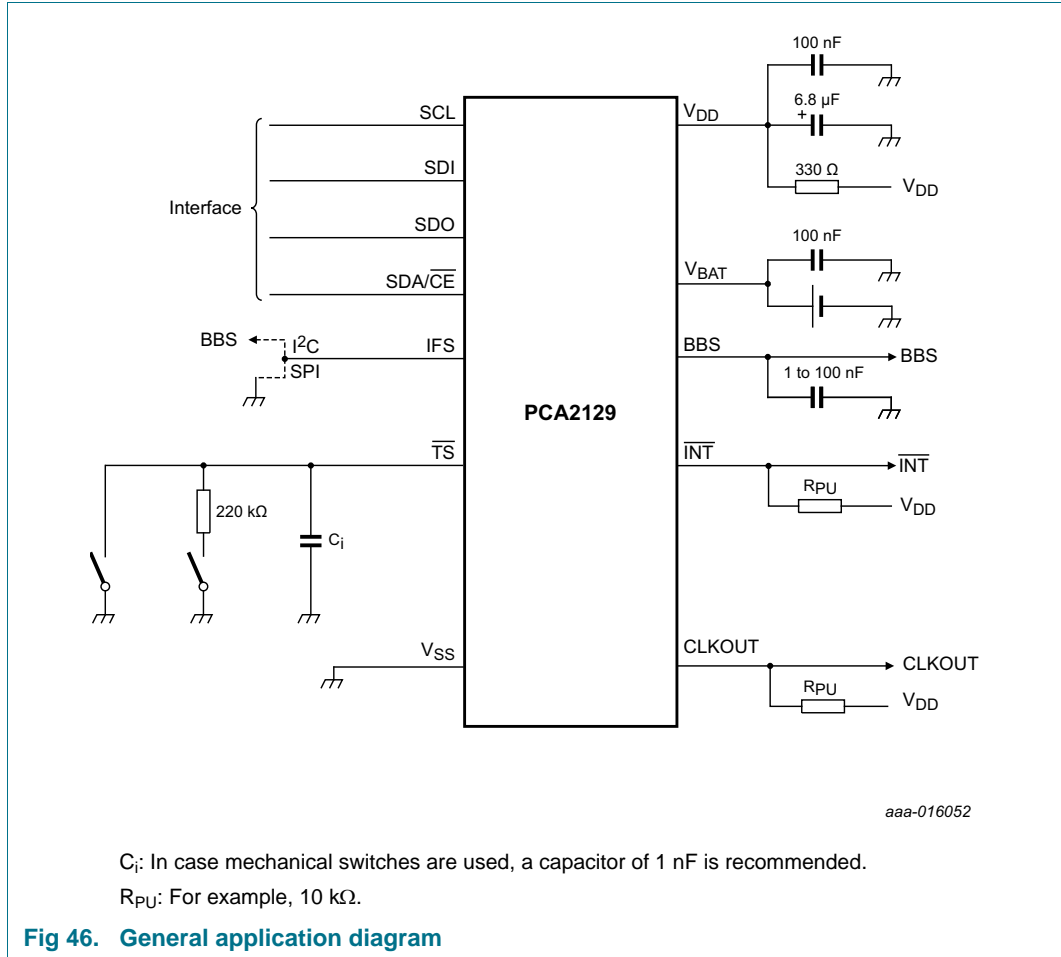 100 nF
SCL
VDD
6.8 µF
+
SDI
330 Ω
VDD
Interface
SDO
100 nF
SDA/CE
VBAT
BBS
I2C
IFS
BBS
BBS
SPI
1 to 100 nF
PCA2129
TS
INT
INT
RPU
VDD
220 kΩ
Ci
VSS
CLKOUT
CLKOUT
RPU
VDD
aaa-016052
Ci: In case mechanical switches are used, a capacitor of 1 nF is recommended.
RPU: For example, 10 kΩ.
Fig 46. General application diagram